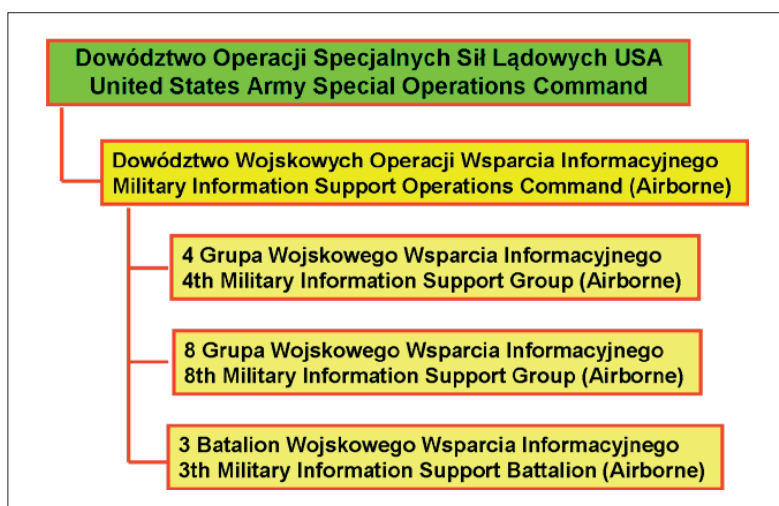 Dowództwo Operacji Specjalnych Sił Lądowych USA
United States Army Special Operations Command
Dowództwo Wojskowych Operacji Wsparcia Informacyjnego
Military Information Support Operations Command (Airborne)
4 Grupa Wojskowego Wsparcia Informacyjnego
4th Military Information Support Group (Airborne)
8 Grupa Wojskowego Wsparcia Informacyjnego
8th Military Information Support Group (Airborne)
3 Batalion Wojskowego Wsparcia Informacyjnego
3th Military Information Support Battalion (Airborne)